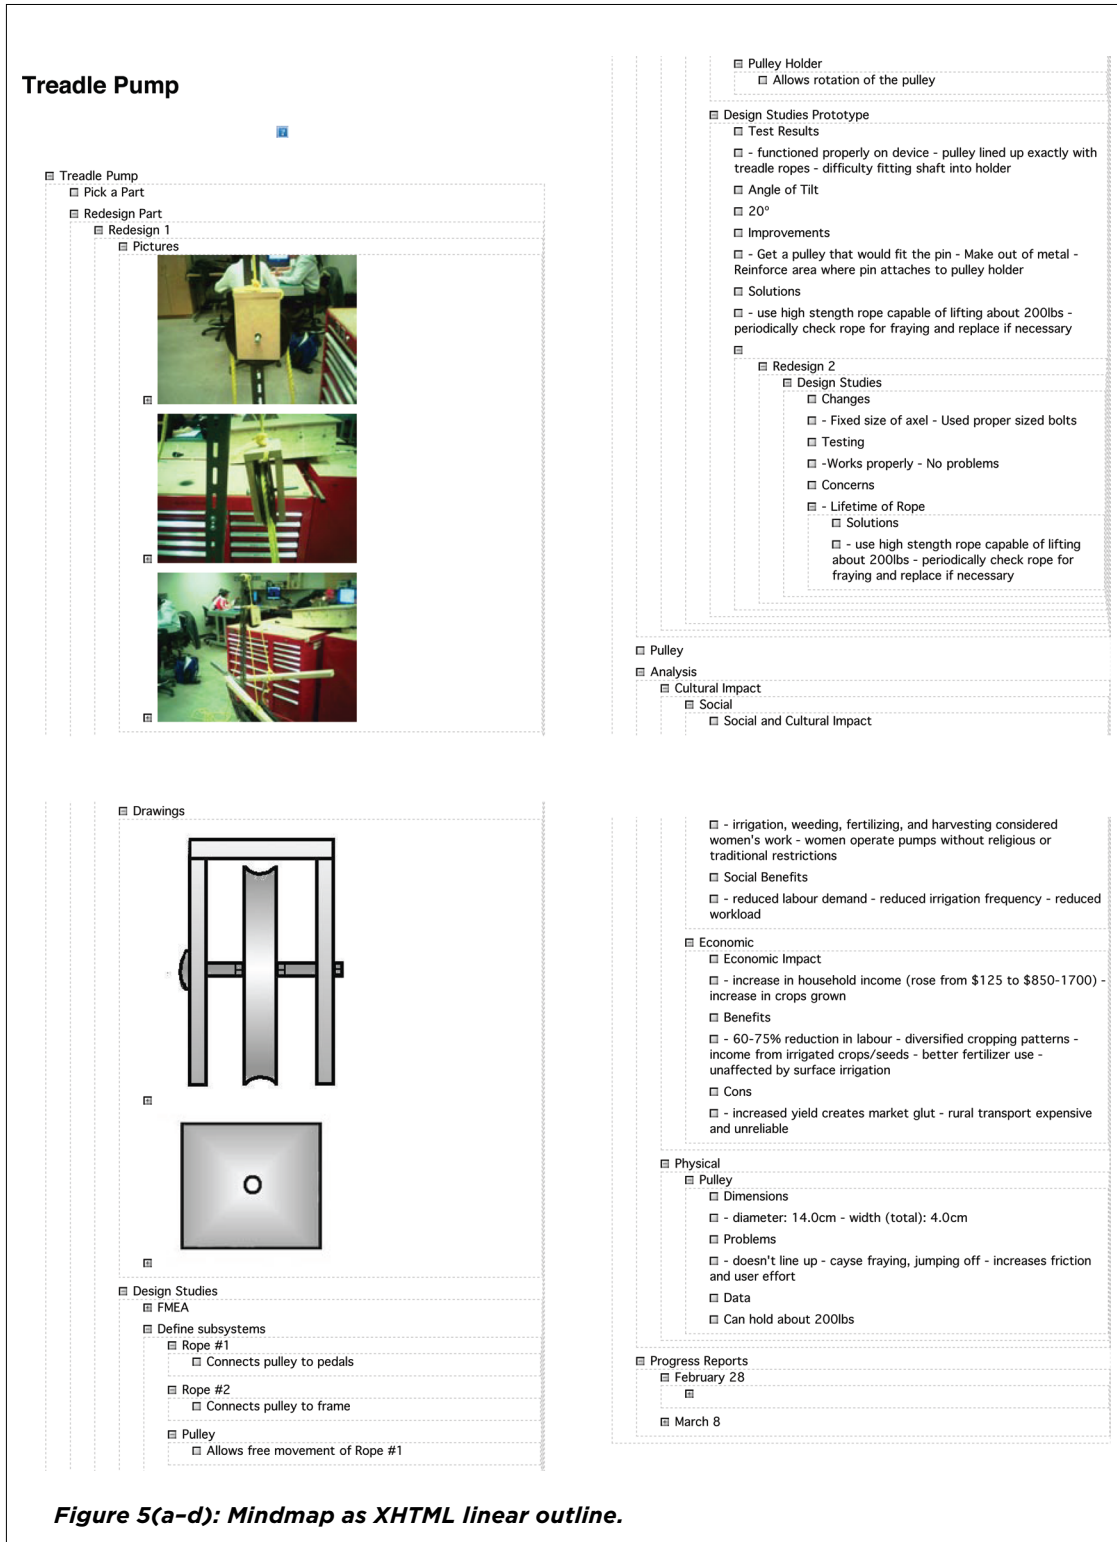 Treadle Pump
Treadle Pump
Pick a Part
Redesign Part
Redesign 1
Pictures
Drawings
Design Studies
FMEA
Define subsystems
Rope #1
Connects pulley to pedals
Rope #2
Connects pulley to frame
Pulley
Allows free movement of Rope #1
Pulley Holder
Allows rotation of the pulley
Design Studies Prototype
Test Results
- functioned properly on device - pulley lined up exactly with
treadle ropes - difficulty fitting shaft into holder
Angle of Tilt
20°
Improvements
- Get a pulley that would fit the pin - Make out of metal -
Reinforce area where pin attaches to pulley holder
Solutions
- use high stength rope capable of lifting about 200lbs -
periodically check rope for fraying and replace if necessary
Redesign 2
Design Studies
Changes
- Fixed size of axel - Used proper sized bolts
Testing
-Works properly - No problems
Concerns
- Lifetime of Rope
Solutions
- use high stength rope capable of lifting
about 200lbs - periodically check rope for
fraying and replace if necessary
Pulley
Analysis
Cultural Impact
Social
Social and Cultural Impact
- irrigation, weeding, fertilizing, and harvesting considered
women's work - women operate pumps without religious or
traditional restrictions
Social Benefits
- reduced labour demand - reduced irrigation frequency - reduced
workload
Economic
Economic Impact
- increase in household income (rose from $125 to $850-1700) -
increase in crops grown
Benefits
- 60-75% reduction in labour - diversified cropping patterns -
income from irrigated crops/seeds - better fertilizer use -
unaffected by surface irrigation
Cons
- increased yield creates market glut - rural transport expensive
and unreliable
Physical
Pulley
Dimensions
- diameter: 14.0cm - width (total): 4.0cm
Problems
- doesn't line up - cayse fraying, jumping off - increases friction
and user effort
Data
Can hold about 200lbs
Progress Reports
February 28
March 8
Figure 5(a–d): Mindmap as XHTML linear outline.